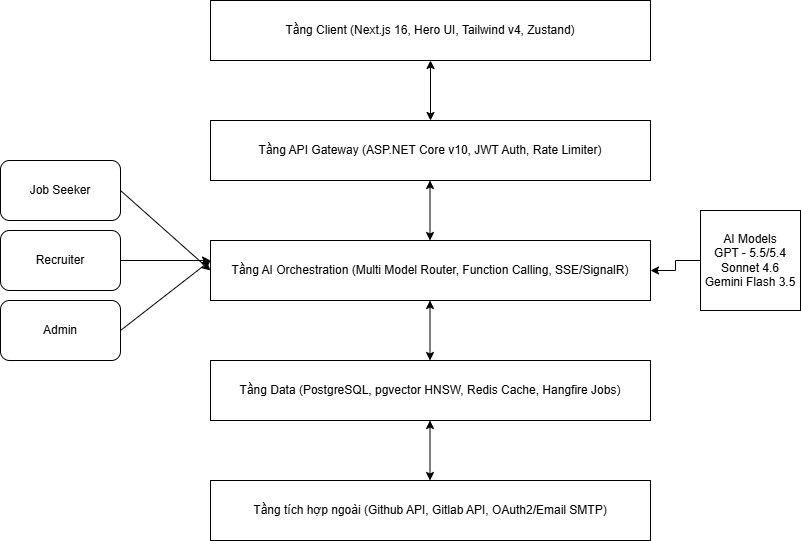 Tầng Client (Next.js 16, Hero UI, Tailwind v4, Zustand)
Tầng API Gateway (ASP.NET Core v10, JWT Auth, Rate Limiter)
Job Seeker
Recruiter
Admin
Tầng AI Orchestration (Multi Model Router, Function Calling, SSE/SignalR)
AI Models
GPT - 5.5/5.4
Sonnet 4.6
Gemini Flash 3.5
Tầng Data (PostgreSQL, pgvector HNSW, Redis Cache, Hangfire Jobs)
Tầng tích hợp ngoài (Github API, Gitlab API, OAuth2/Email SMTP)